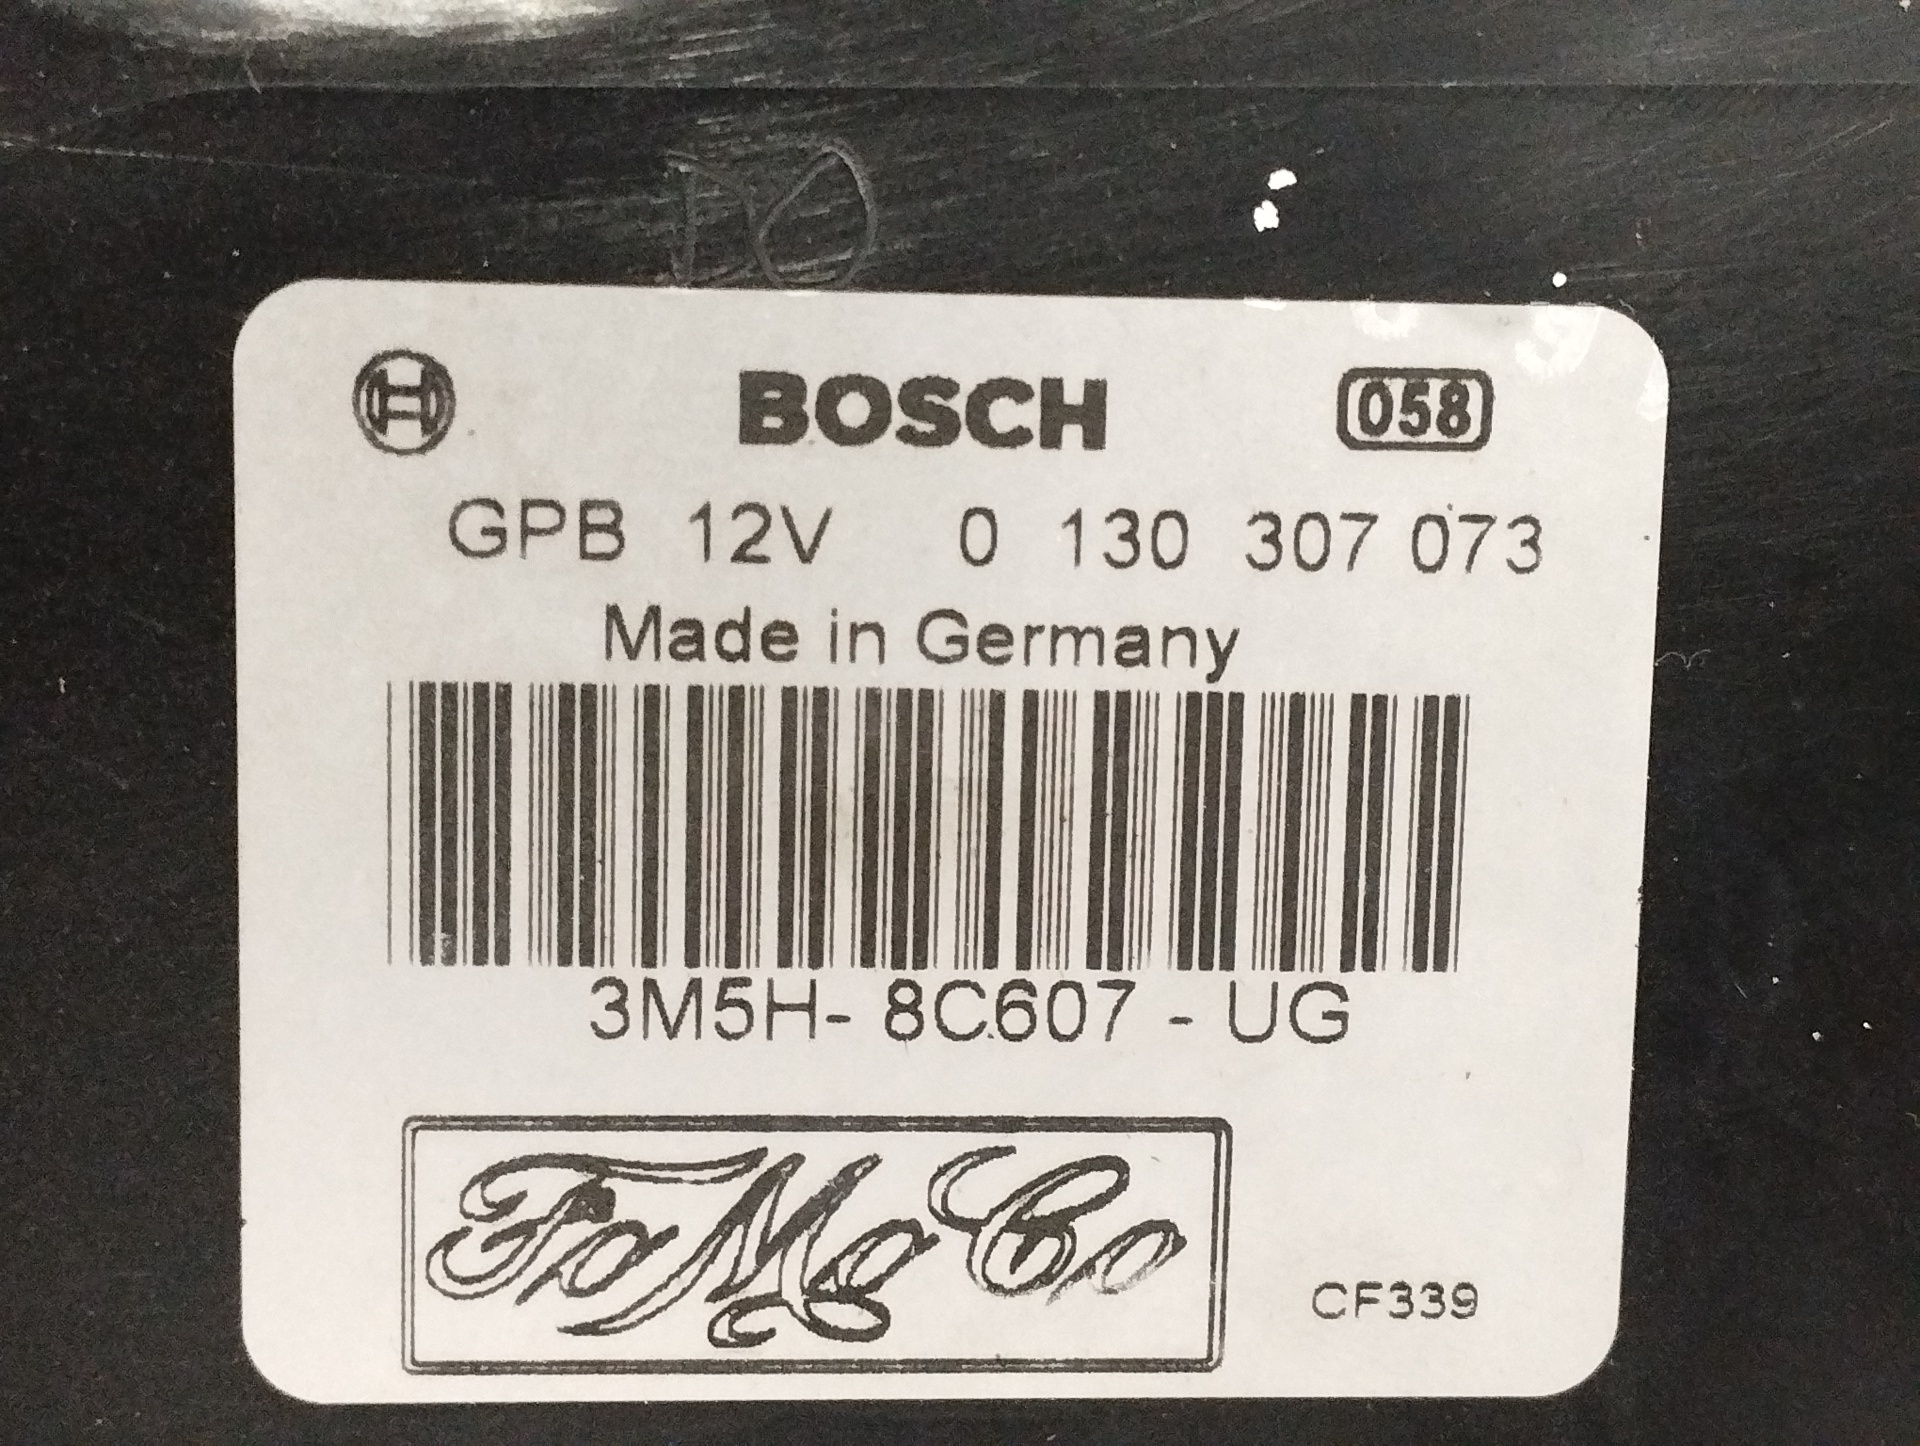 BOSCH 058
GPB 12V 0 130 307 073
Made in Germany
3M5H- 8C607 - UG
FoMoCo
CF339